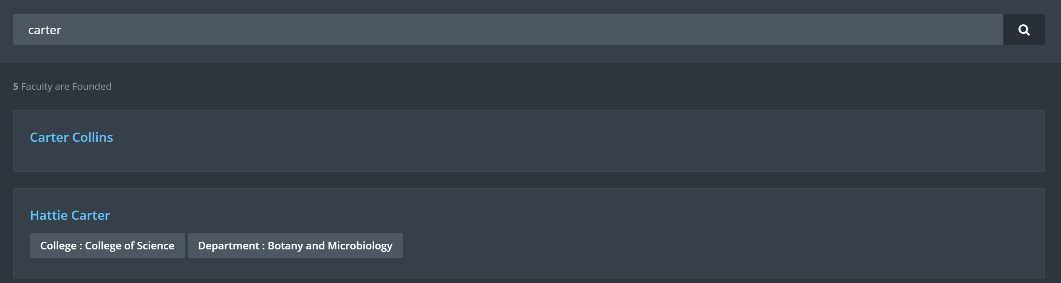 carter
5 Faculty are Founded
Carter Collins
Hattie Carter
College : College of Science Department : Botany and Microbiology